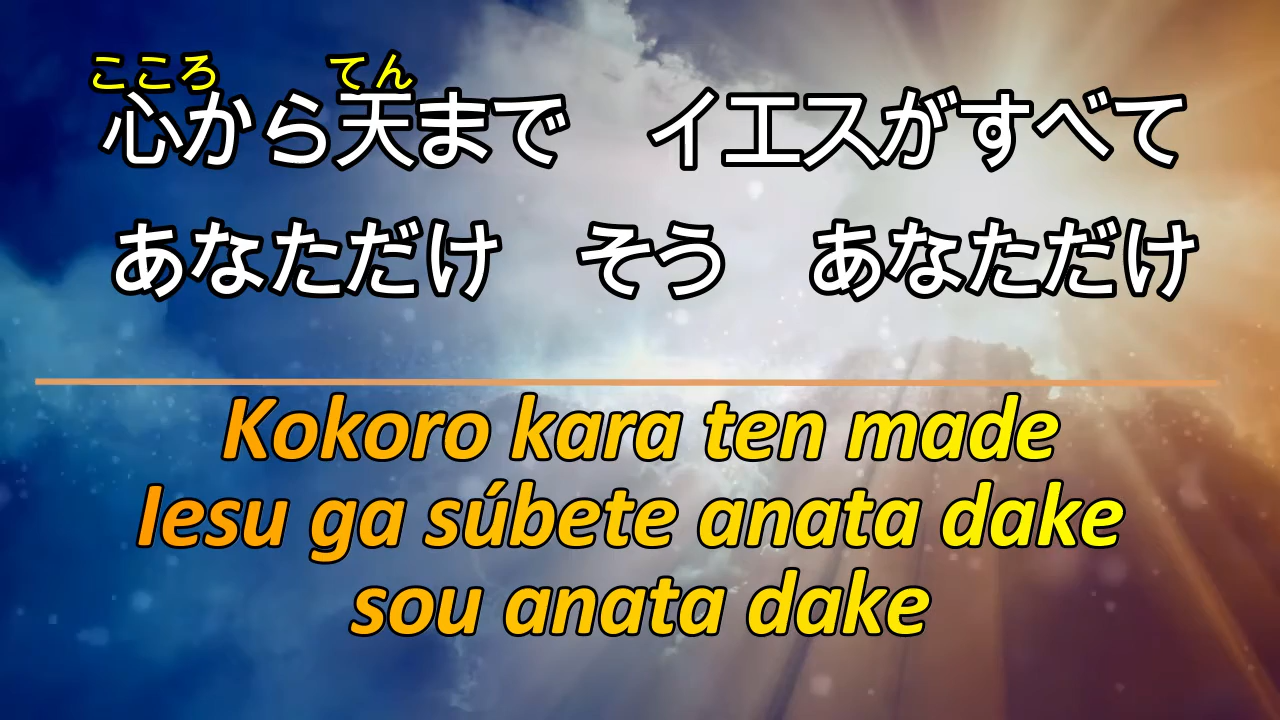 こころ てん
心から天まで　イエスがすべて
あなただけ　そう　あなただけ
Kokoro kara ten made
Iesu ga súbete anata dake
sou anata dake